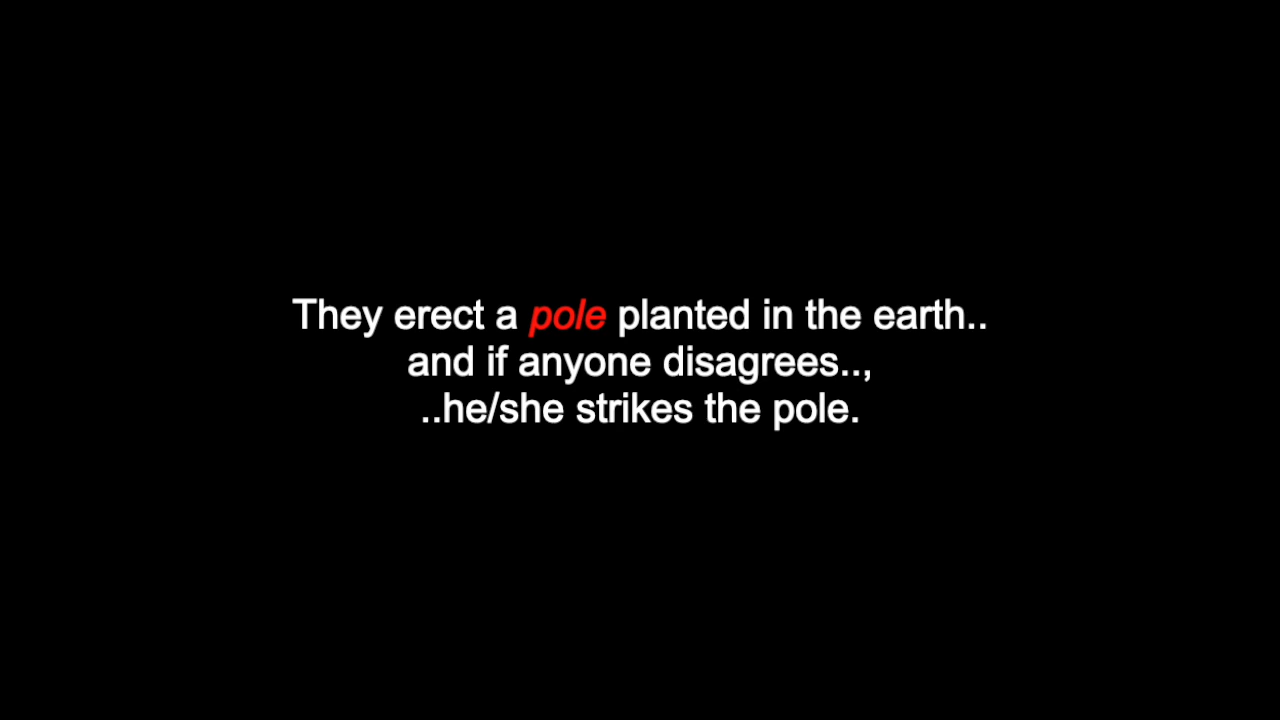 They erect a pole planted in the earth..
and if anyone disagrees..,
..he/she strikes the pole.